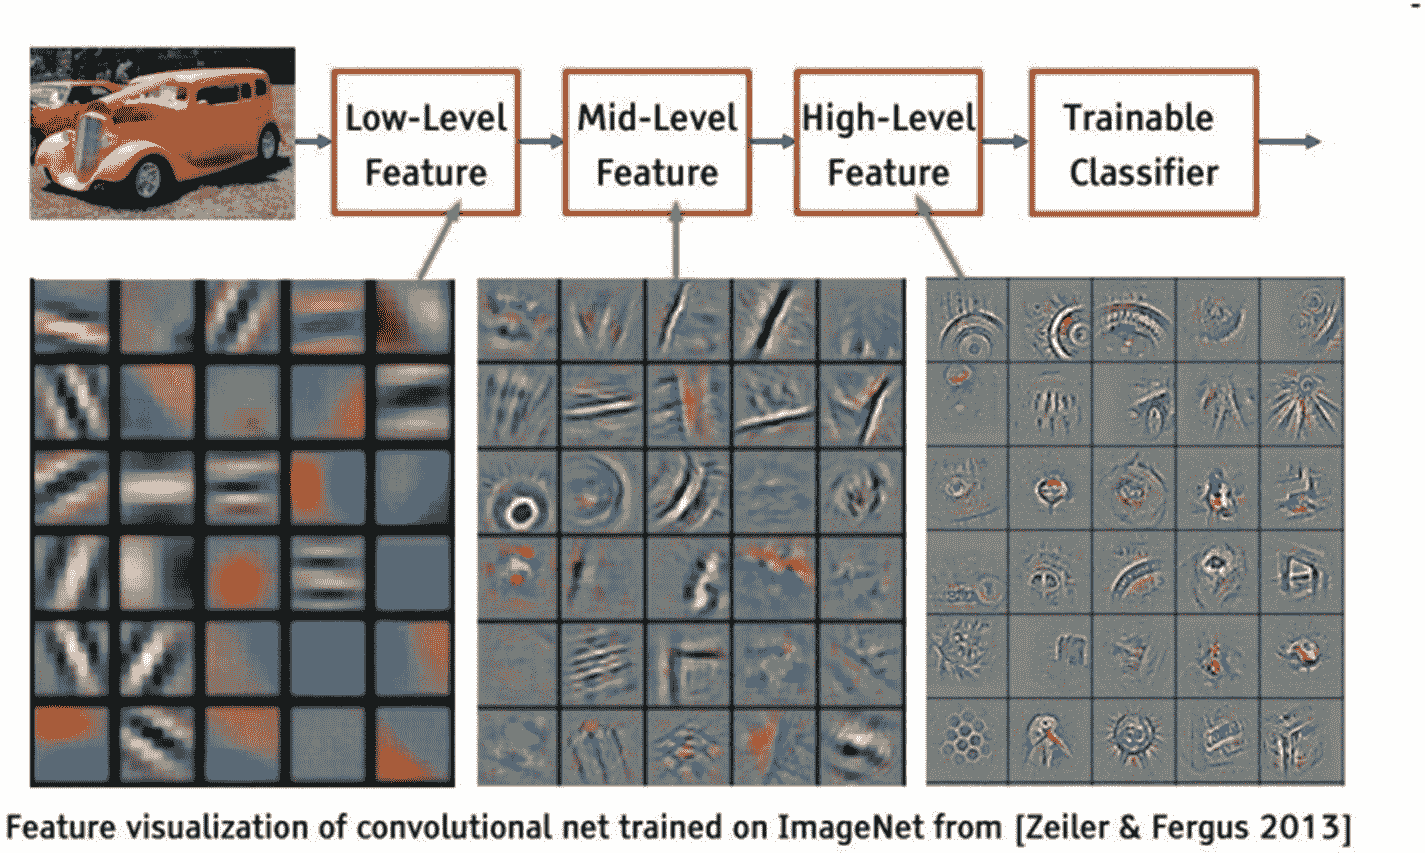 Low-Level
Feature
Mid-Level
Feature
High-Level
Feature
Trainable
Classifier
Feature visualization of convolutional net trained on ImageNet from [Zeiler & Fergus 2013]